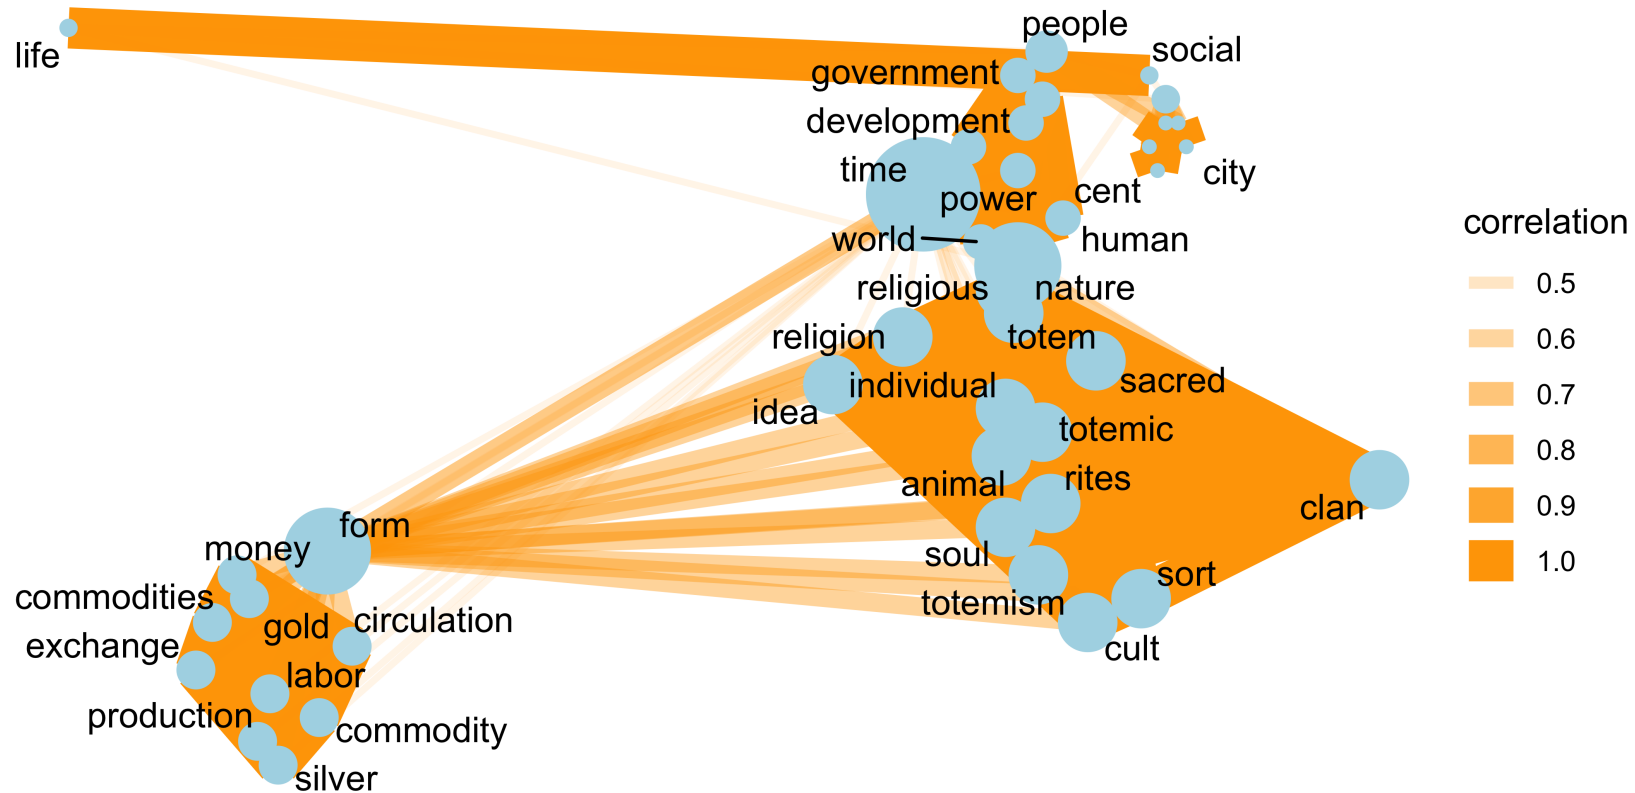 people
social
life
government
development
time
city
power
cent
world
human
religious
nature
religion
totem
individual
sacred
idea
totemic
animal
rites
clan
form
money
soul
sort
commodities
totemism
gold
circulation
exchange
cult
labor
production
commodity
silver
correlation
0.5
0.6
0.7
0.8
0.9
1.0